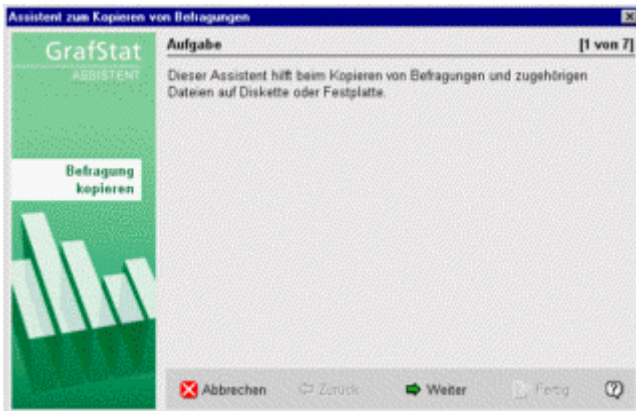 Assistent zum Kopieren von Befragungen
GrafStat
ASSISTENT
Befragung
kopieren
Aufgabe [1 von 7]
Dieser Assistent hilft beim Kopieren von Befragungen und zugehörigen
Dateien auf Diskette oder Festplatte.
Abbrechen Zurück Weiter Fertig